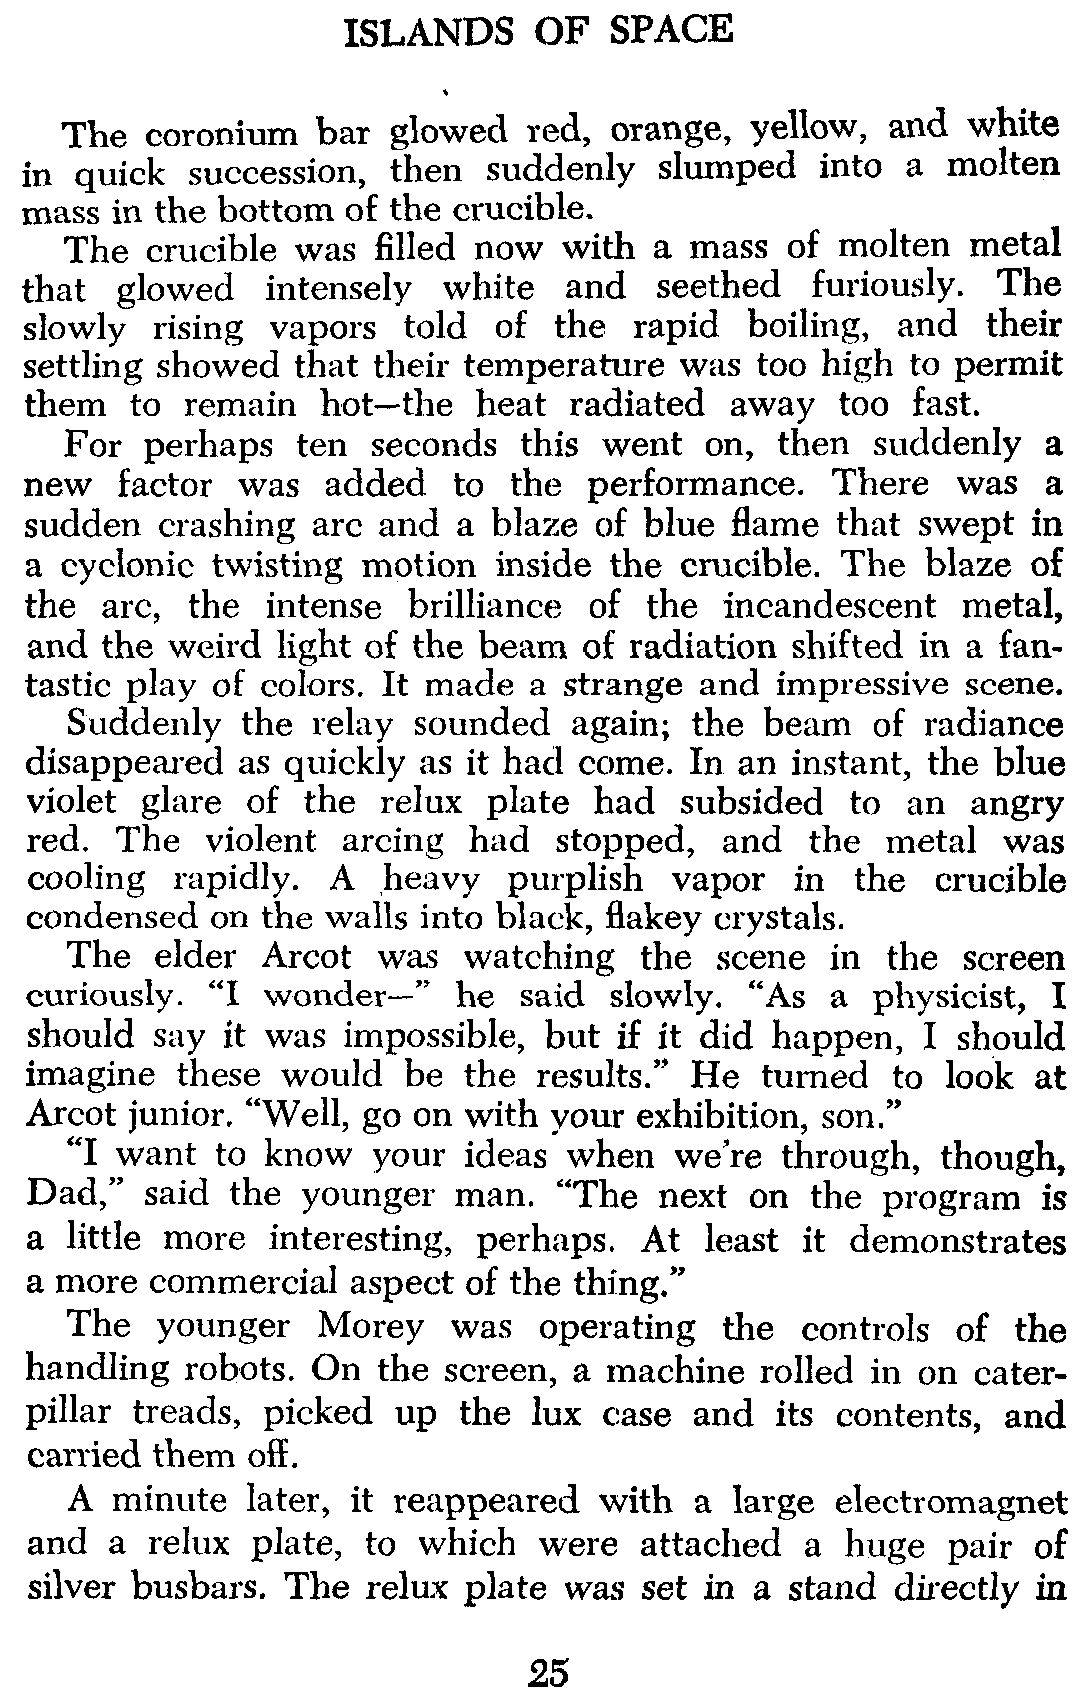 ISLANDS OF SPACE
The coronium bar glowed red, orange, yellow, and white
in quick succession, then suddenly slumped into a molten
mass in the bottom of the crucible.
The crucible was filled now with a mass of molten metal
that glowed intensely white and seethed furiously. The
slowly rising vapors told of the rapid boiling, and their
settling showed that their temperature was too high to permit
them to remain hot—the heat radiated away too fast.
For perhaps ten seconds this went on, then suddenly a
new factor was added to the performance. There was a
sudden crashing arc and a blaze of blue flame that swept in
a cyclonic twisting motion inside the crucible. The blaze of
the arc, the intense brilliance of the incandescent metal,
and the weird light of the beam of radiation shifted in a fan-
tastic play of colors. It made a strange and impressive scene.
Suddenly the relay sounded again; the beam of radiance
disappeared as quickly as it had come. In an instant, the blue
violet glare of the relux plate had subsided to an angry
red. The violent arcing had stopped, and the metal was
cooling rapidly. A heavy purplish vapor in the crucible
condensed on the walls into black, flakey crystals.
The elder Arcot was watching the scene in the screen
curiously. “I wonder—” he said slowly. “As a physicist, I
should say it was impossible, but if it did happen, I should
imagine these would be the results.” He turned to look at
Arcot junior. “Well, go on with your exhibition, son.”
“I want to know your ideas when we’re through, though,
Dad,” said the younger man. “The next on the program is
a little more interesting, perhaps. At least it demonstrates
a more commercial aspect of the thing.”
The younger Morey was operating the controls of the
handling robots. On the screen, a machine rolled in on cater-
pillar treads, picked up the lux case and its contents, and
carried them off.
A minute later, it reappeared with a large electromagnet
and a relux plate, to which were attached a huge pair of
silver busbars. The relux plate was set in a stand directly in
25